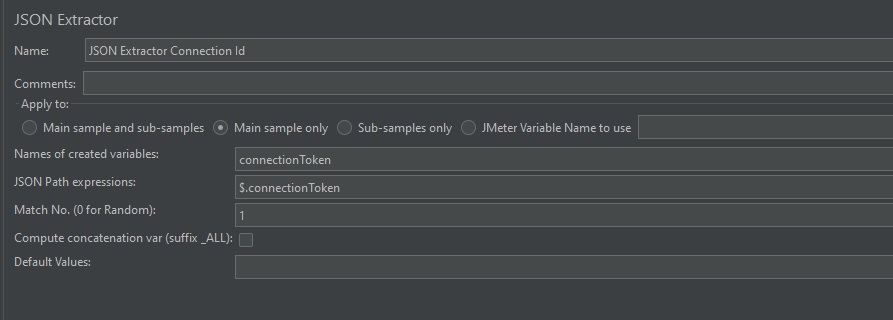 JSON Extractor
Name: JSON Extractor Connection Id
Comments:
Apply to:
Main sample and sub-samples Main sample only Sub-samples only JMeter Variable Name to use
Names of created variables: connectionToken
JSON Path expressions: $.connectionToken
Match No. (0 for Random): 1
Compute concatenation var (suffix _ALL):
Default Values: